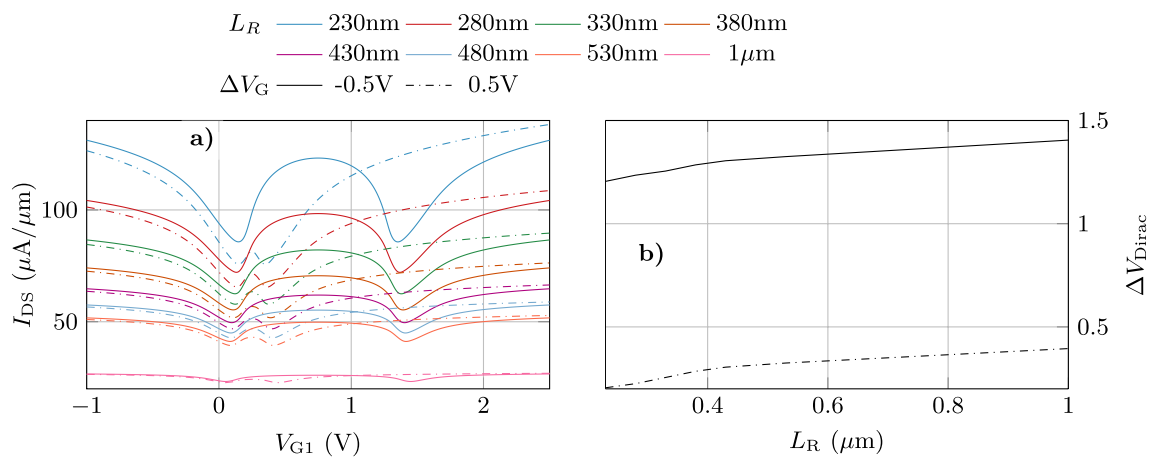 L_R 230nm 280nm 330nm 380nm
430nm 480nm 530nm 1μm
ΔV_G -0.5V 0.5V
a)
100
50
I_DS (μA/μm)
−1 0 1 2
V_G1 (V)
b)
1.5
1
0.5
ΔV_Dirac
0.4 0.6 0.8 1
L_R (μm)